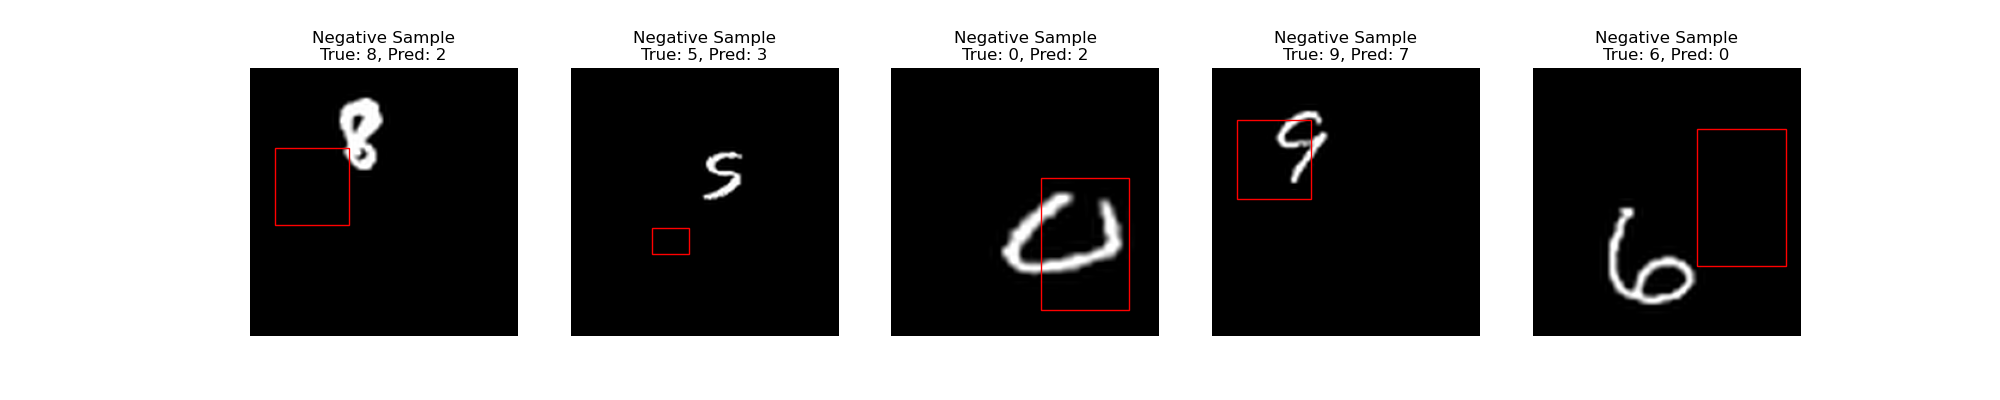 Negative Sample
True: 8, Pred: 2
Negative Sample
True: 5, Pred: 3
Negative Sample
True: 0, Pred: 2
Negative Sample
True: 9, Pred: 7
Negative Sample
True: 6, Pred: 0
8
5
0
9
6